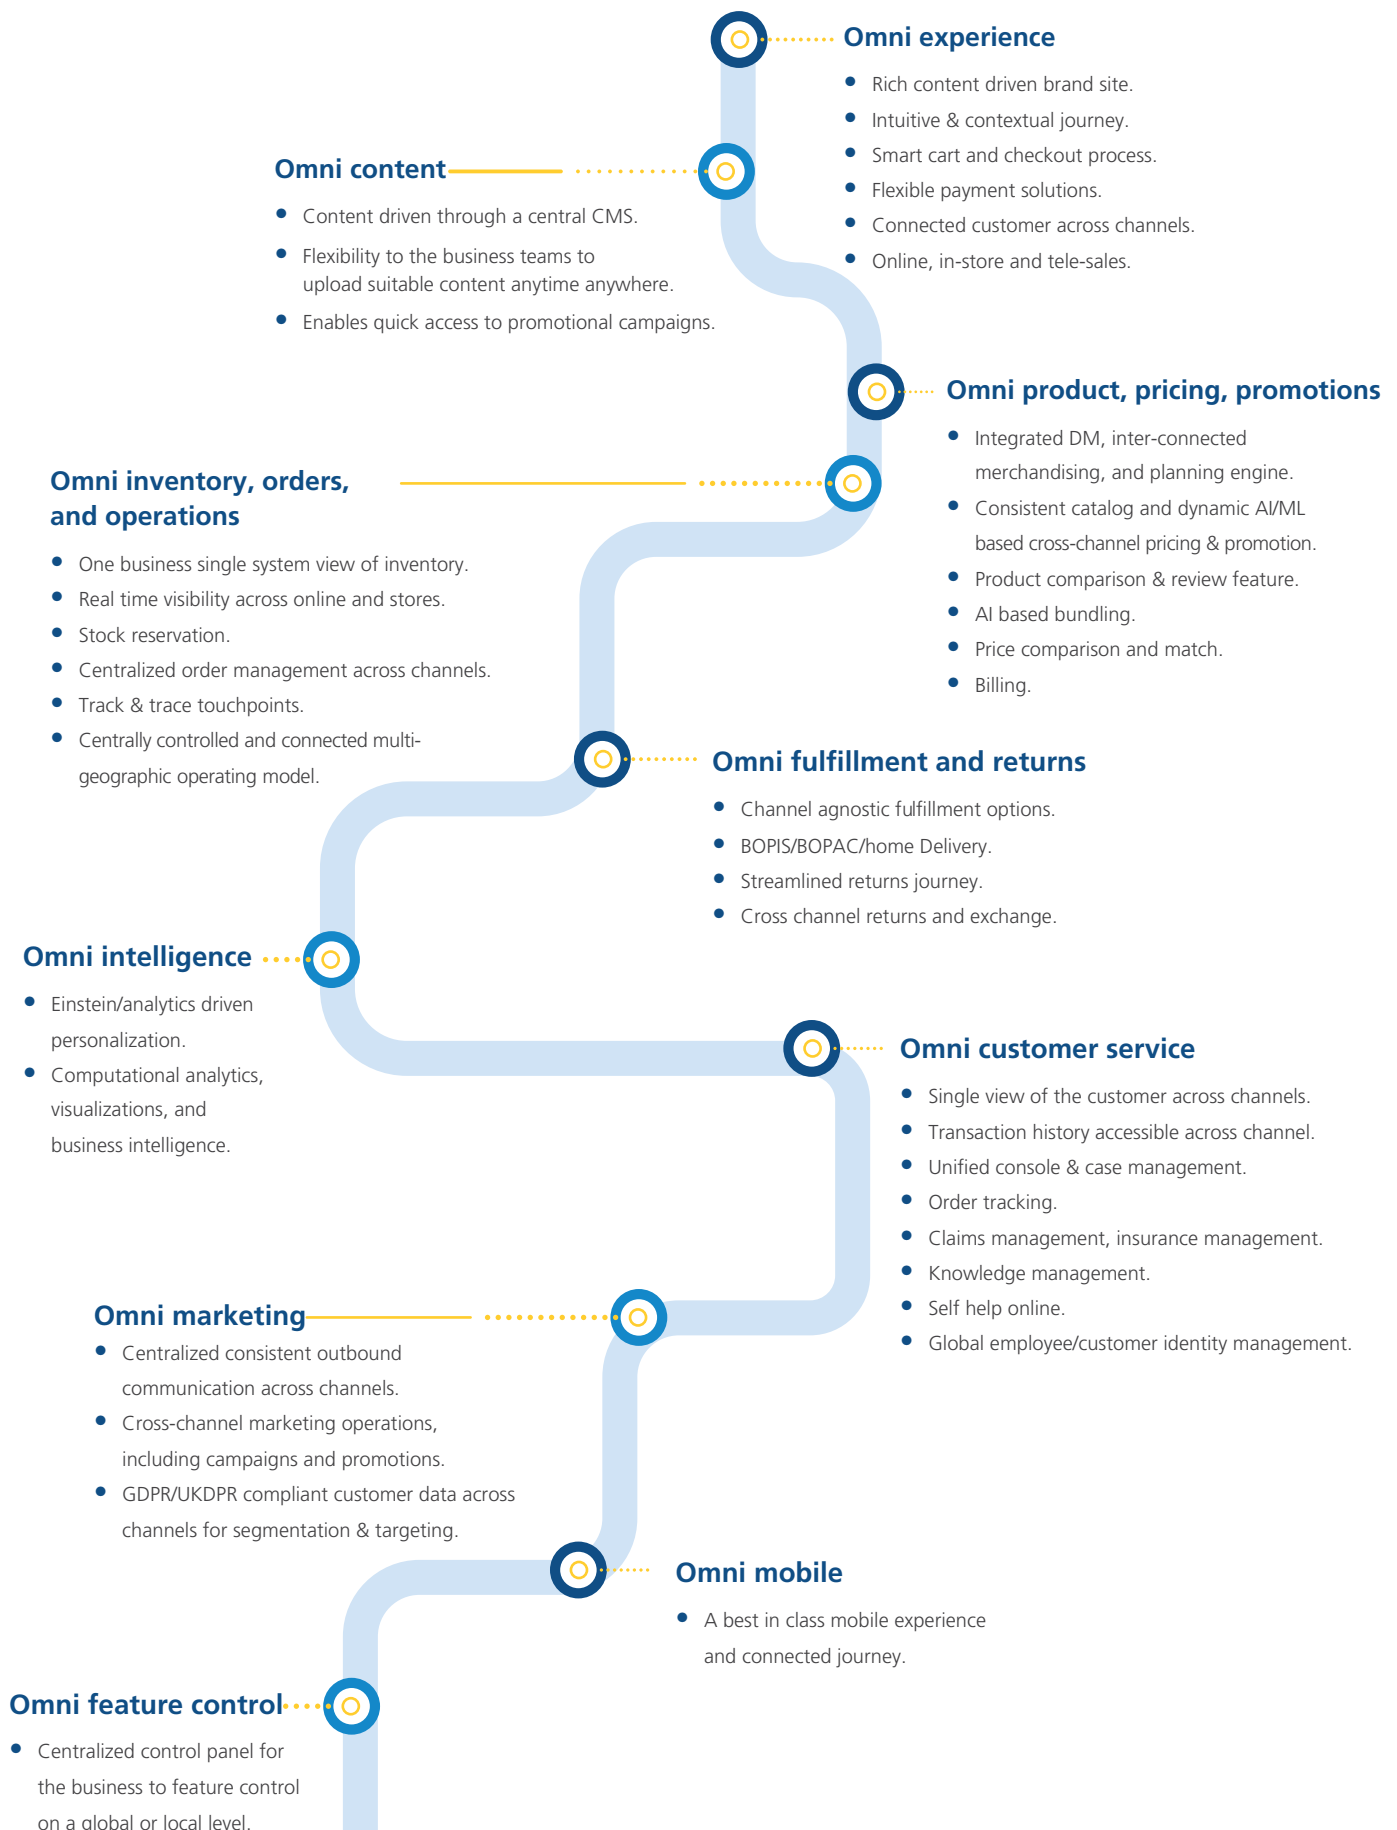 Omni experience
Rich content driven brand site.
Intuitive & contextual journey.
Smart cart and checkout process.
Flexible payment solutions.
Connected customer across channels.
Online, in-store and tele-sales.
Omni content
Content driven through a central CMS.
Flexibility to the business teams to
upload suitable content anytime anywhere.
Enables quick access to promotional campaigns.
Omni product, pricing, promotions
Integrated DM, inter-connected
merchandising, and planning engine.
Consistent catalog and dynamic AI/ML
based cross-channel pricing & promotion.
Product comparison & review feature.
AI based bundling.
Price comparison and match.
Billing.
Omni inventory, orders,
and operations
One business single system view of inventory.
Real time visibility across online and stores.
Stock reservation.
Centralized order management across channels.
Track & trace touchpoints.
Centrally controlled and connected multi-
geographic operating model.
Omni fulfillment and returns
Channel agnostic fulfillment options.
BOPIS/BOPAC/home Delivery.
Streamlined returns journey.
Cross channel returns and exchange.
Omni intelligence
Einstein/analytics driven
personalization.
Computational analytics,
visualizations, and
business intelligence.
Omni customer service
Single view of the customer across channels.
Transaction history accessible across channel.
Unified console & case management.
Order tracking.
Claims management, insurance management.
Knowledge management.
Self help online.
Global employee/customer identity management.
Omni marketing
Centralized consistent outbound
communication across channels.
Cross-channel marketing operations,
including campaigns and promotions.
GDPR/UKDPR compliant customer data across
channels for segmentation & targeting.
Omni mobile
A best in class mobile experience
and connected journey.
Omni feature control
Centralized control panel for
the business to feature control
on a global or local level.